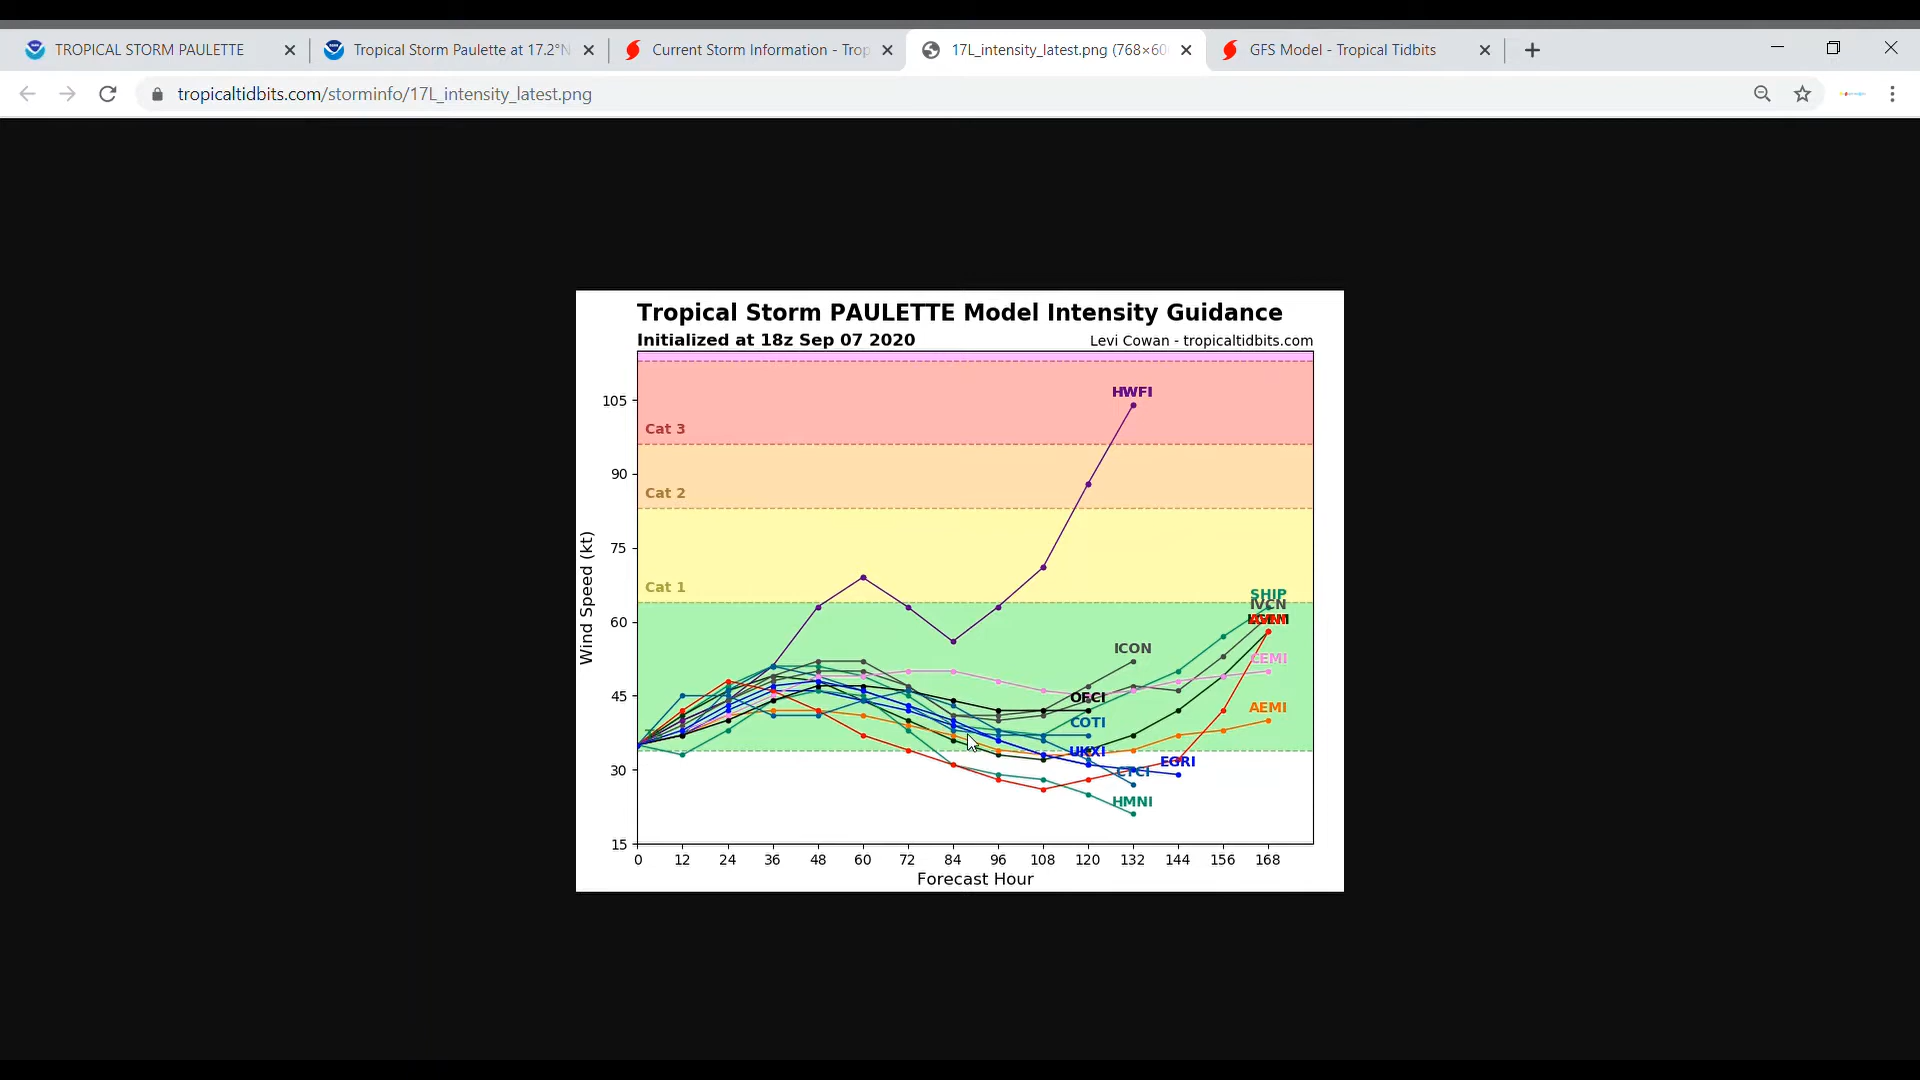 TROPICAL STORM PAULETTE
Tropical Storm Paulette at 17.2°N
Current Storm Information - Trop
17L_intensity_latest.png (768×60
GFS Model - Tropical Tidbits
tropicaltidbits.com/storminfo/17L_intensity_latest.png
Tropical Storm PAULETTE Model Intensity Guidance
Initialized at 18z Sep 07 2020
Levi Cowan - tropicaltidbits.com
HWFI
105
Cat 3
90
Cat 2
75
Cat 1
SHIP
IVCN
60
ICON
CEMI
45
OFCI
AEMI
COTI
UKXI
EGRI
30
CTCI
HMNI
15
0 12 24 36 48 60 72 84 96 108 120 132 144 156 168
Wind Speed (kt)
Forecast Hour